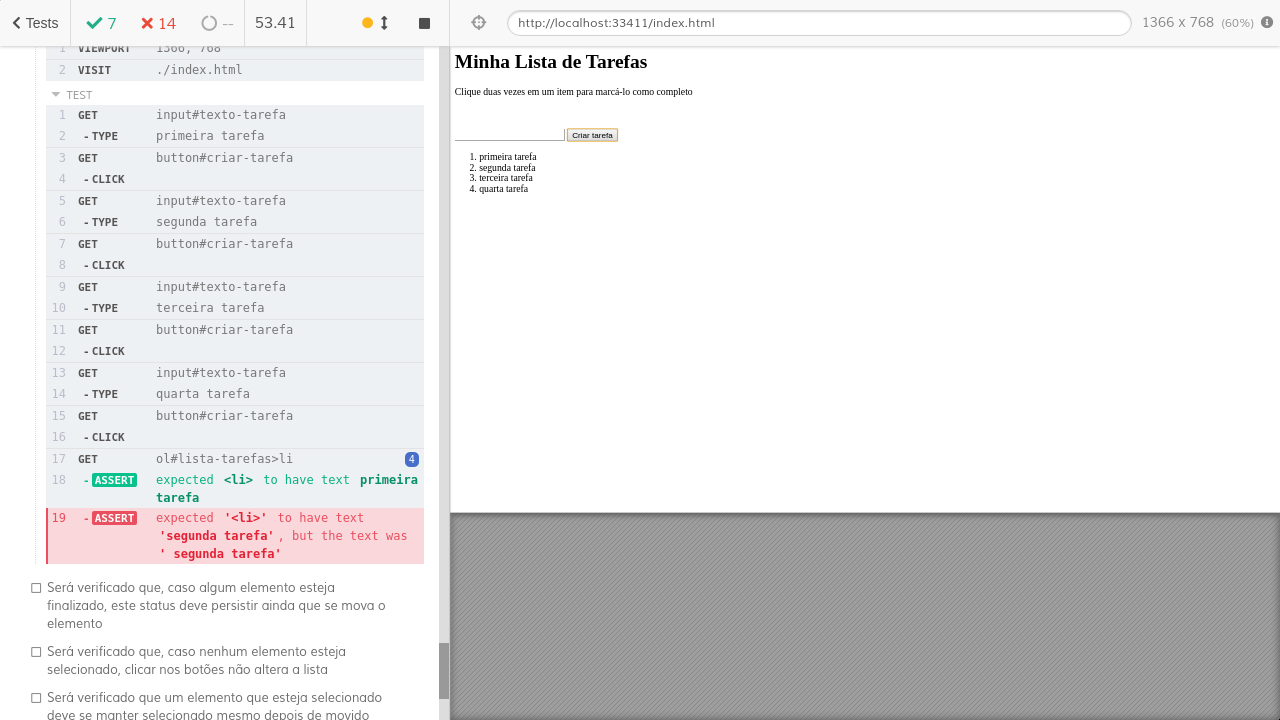 Tests 7 14 -- 53.41 http://localhost:33411/index.html 1366 x 768 (60%)
1 VIEWPORT 1366, 768
2 VISIT ./index.html
TEST
1 GET input#texto-tarefa
2 -TYPE primeira tarefa
3 GET button#criar-tarefa
4 -CLICK
5 GET input#texto-tarefa
6 -TYPE segunda tarefa
7 GET button#criar-tarefa
8 -CLICK
9 GET input#texto-tarefa
10 -TYPE terceira tarefa
11 GET button#criar-tarefa
12 -CLICK
13 GET input#texto-tarefa
14 -TYPE quarta tarefa
15 GET button#criar-tarefa
16 -CLICK
17 GET ol#lista-tarefas>li 4
18 -ASSERT expected <li> to have text primeira
tarefa
19 -ASSERT expected '<li>' to have text
'segunda tarefa', but the text was
' segunda tarefa'
Será verificado que, caso algum elemento esteja
finalizado, este status deve persistir ainda que se mova o
elemento
Será verificado que, caso nenhum elemento esteja
selecionado, clicar nos botões não altera a lista
Será verificado que um elemento que esteja selecionado
deve se manter selecionado mesmo depois de movido
Minha Lista de Tarefas
Clique duas vezes em um item para marcá-lo como completo
Criar tarefa
1. primeira tarefa
2. segunda tarefa
3. terceira tarefa
4. quarta tarefa